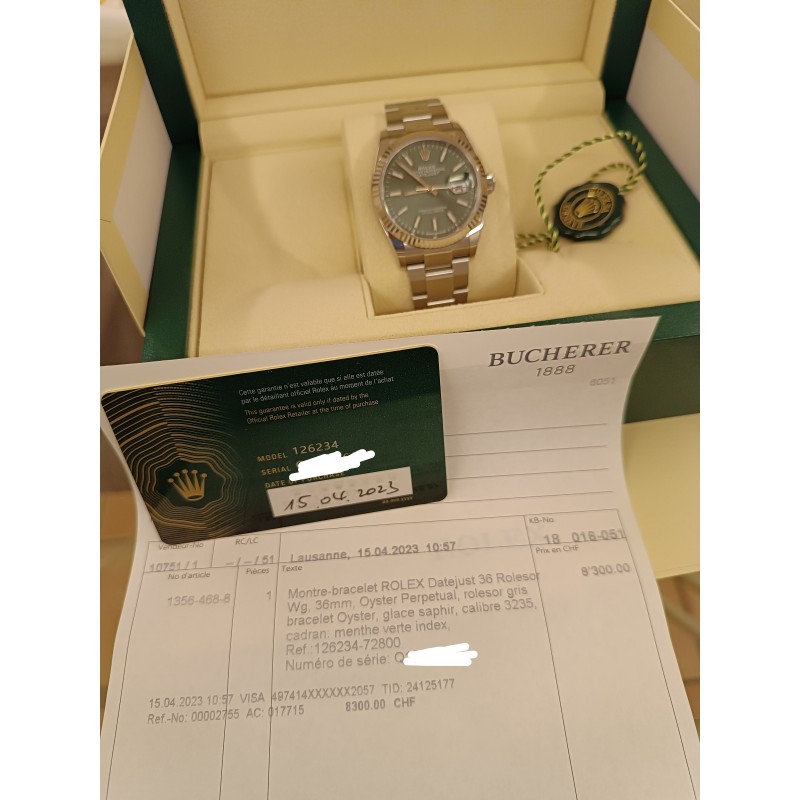 ROLEX
BUCHERER
1888
6051
Cette garantie n'est valable que si elle est datée
par le détaillant officiel Rolex au moment de l'achat
This guarantee is valid only if dated by the
Official Rolex Retailer at the time of purchase
MODEL 126234
SERIAL
DATE OF PURCHASE
15.04.2023
Vendeur-No
BC/LC
KB-No
10751 / 1
– / – / 51
Lausanne, 15.04.2023 10:57
18 016-051
No d'article
Pièces
Texte
Prix en CHF
1356-468-8
1
Montre-bracelet ROLEX Datejust 36 Rolesor
8'300.00
Wg, 36mm, Oyster Perpetual, rolesor gris
bracelet Oyster, glace saphir, calibre 3235,
cadran: menthe verte index,
Ref.:126234-72800
Numéro de série: Q
15.04.2023 10:57 VISA 497414XXXXXX2057 TID: 24125177
Ref.-No: 00002755 AC: 017715 8300.00 CHF